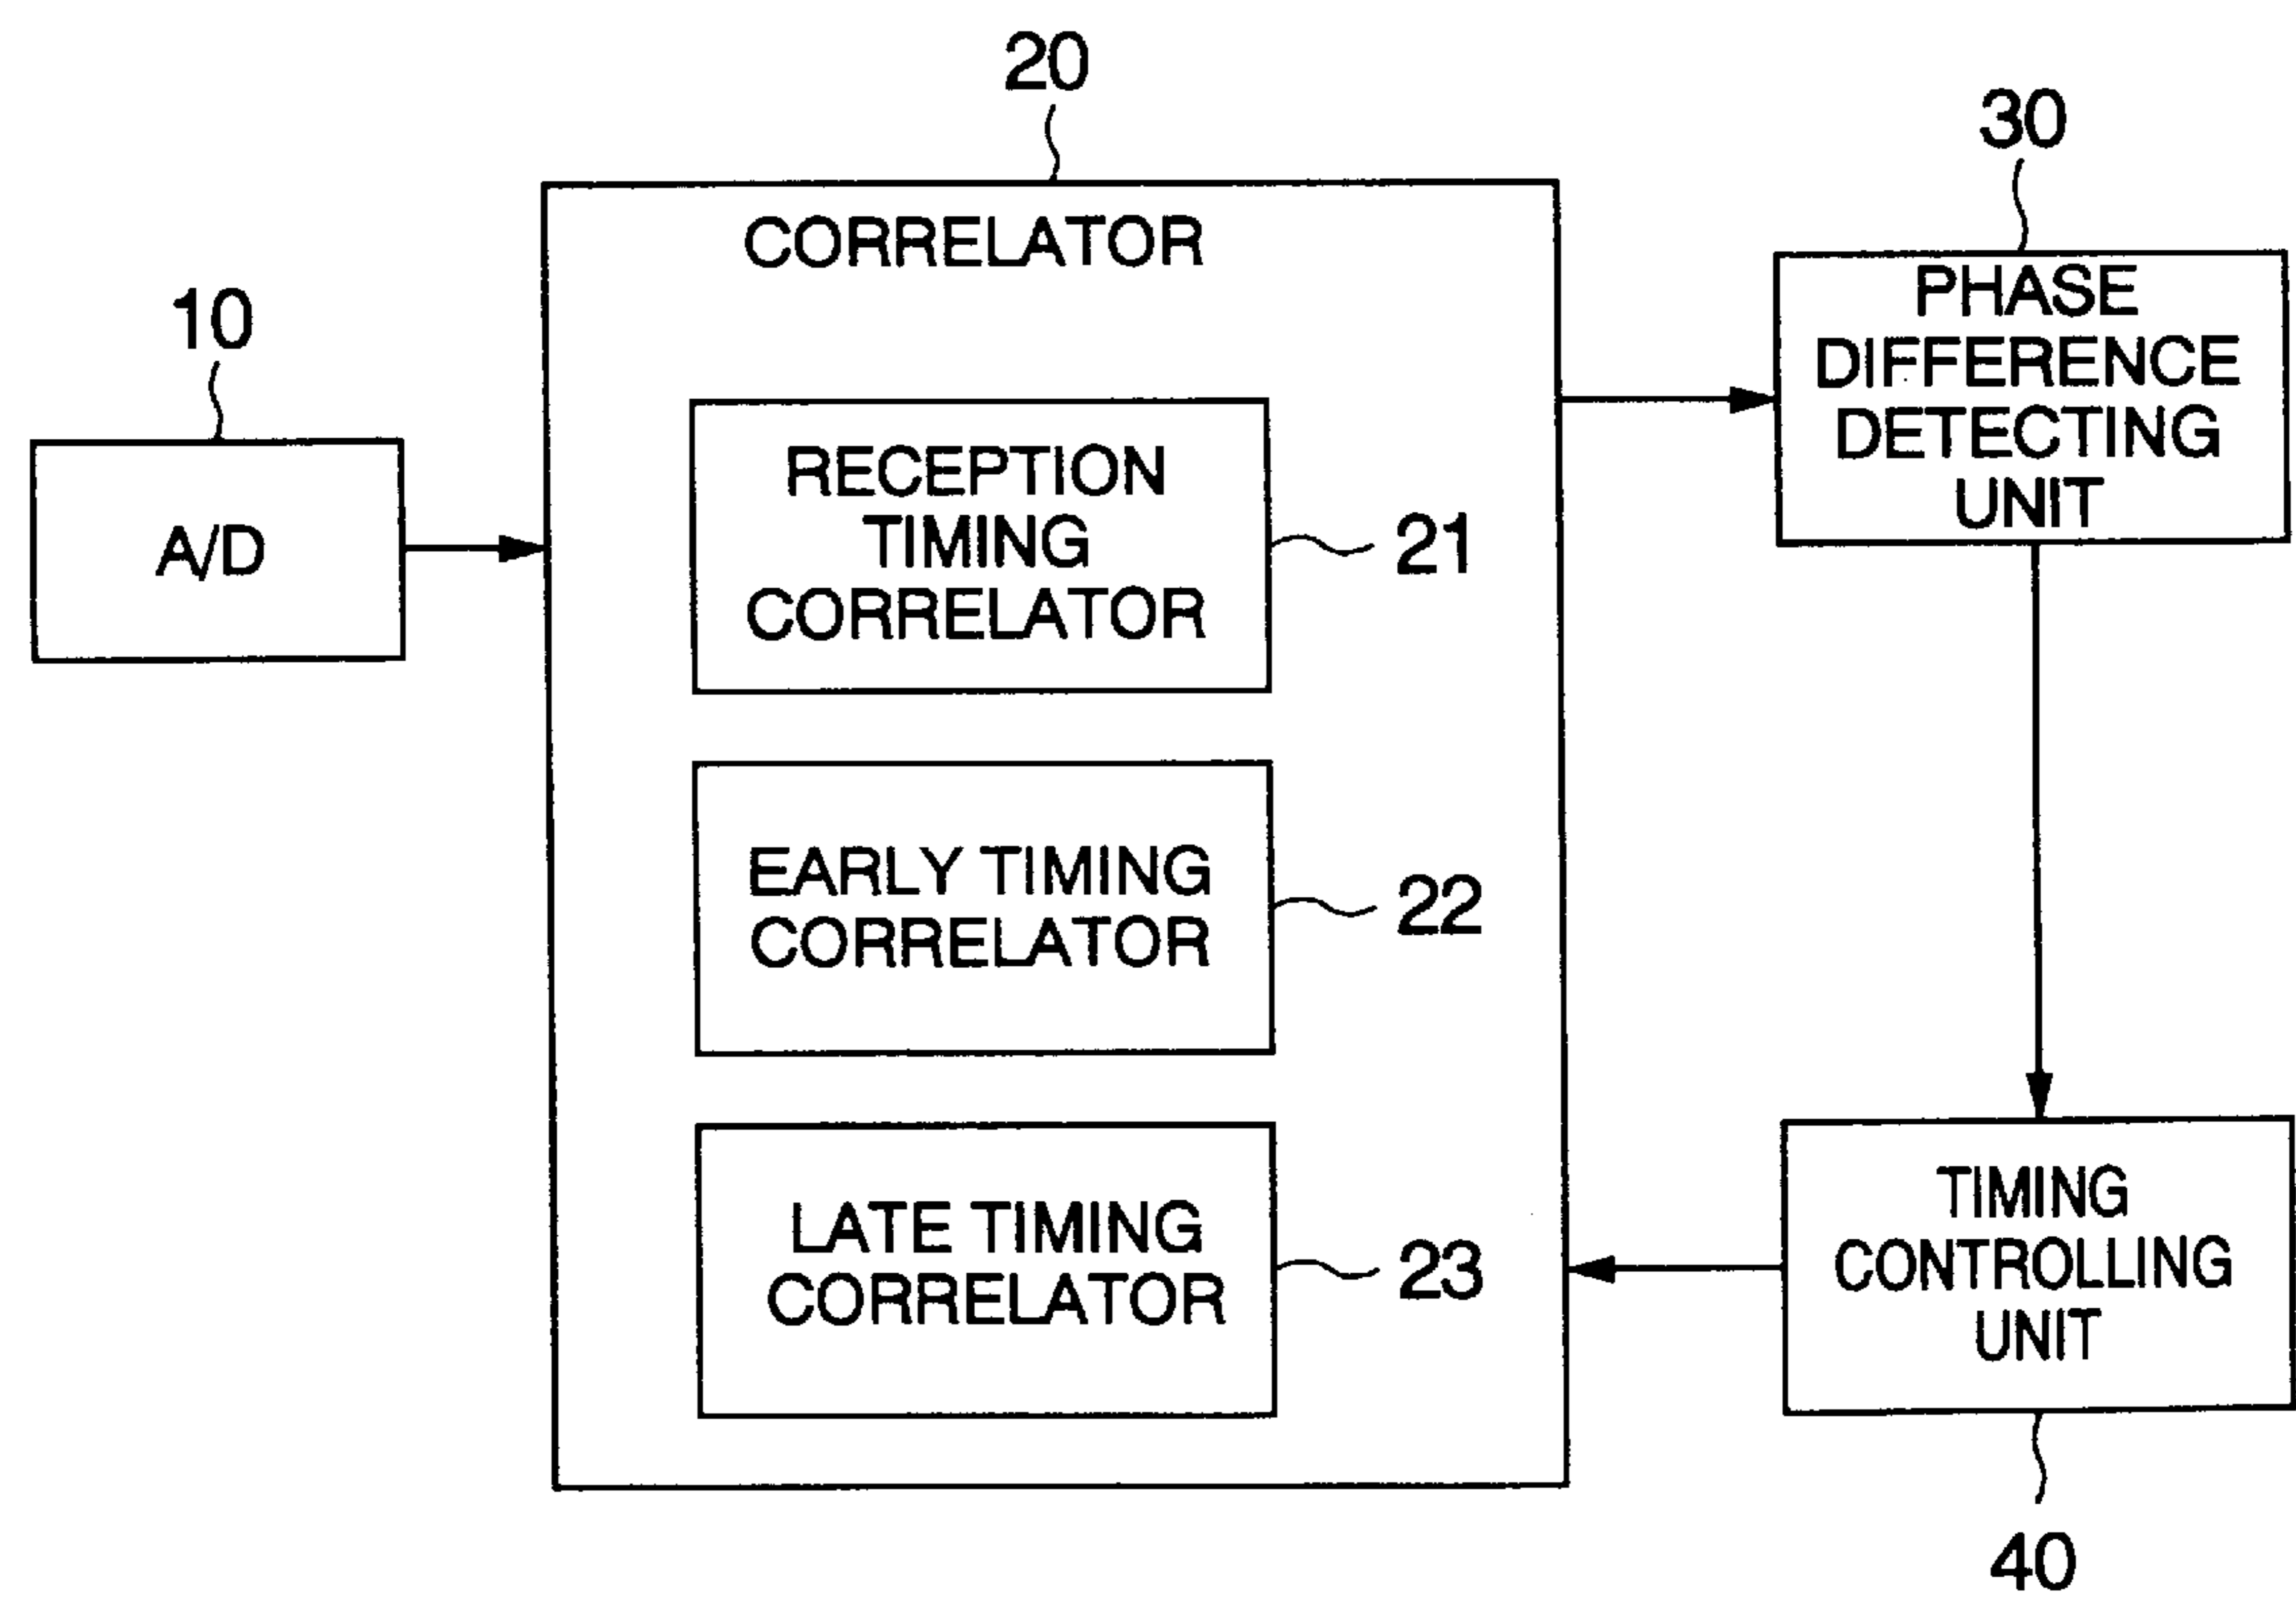 20
30
CORRELATOR
PHASE
DIFFERENCE
DETECTING
UNIT
10
A/D
RECEPTION
TIMING
CORRELATOR
21
EARLY TIMING
CORRELATOR
22
LATE TIMING
CORRELATOR
23
TIMING
CONTROLLING
UNIT
40